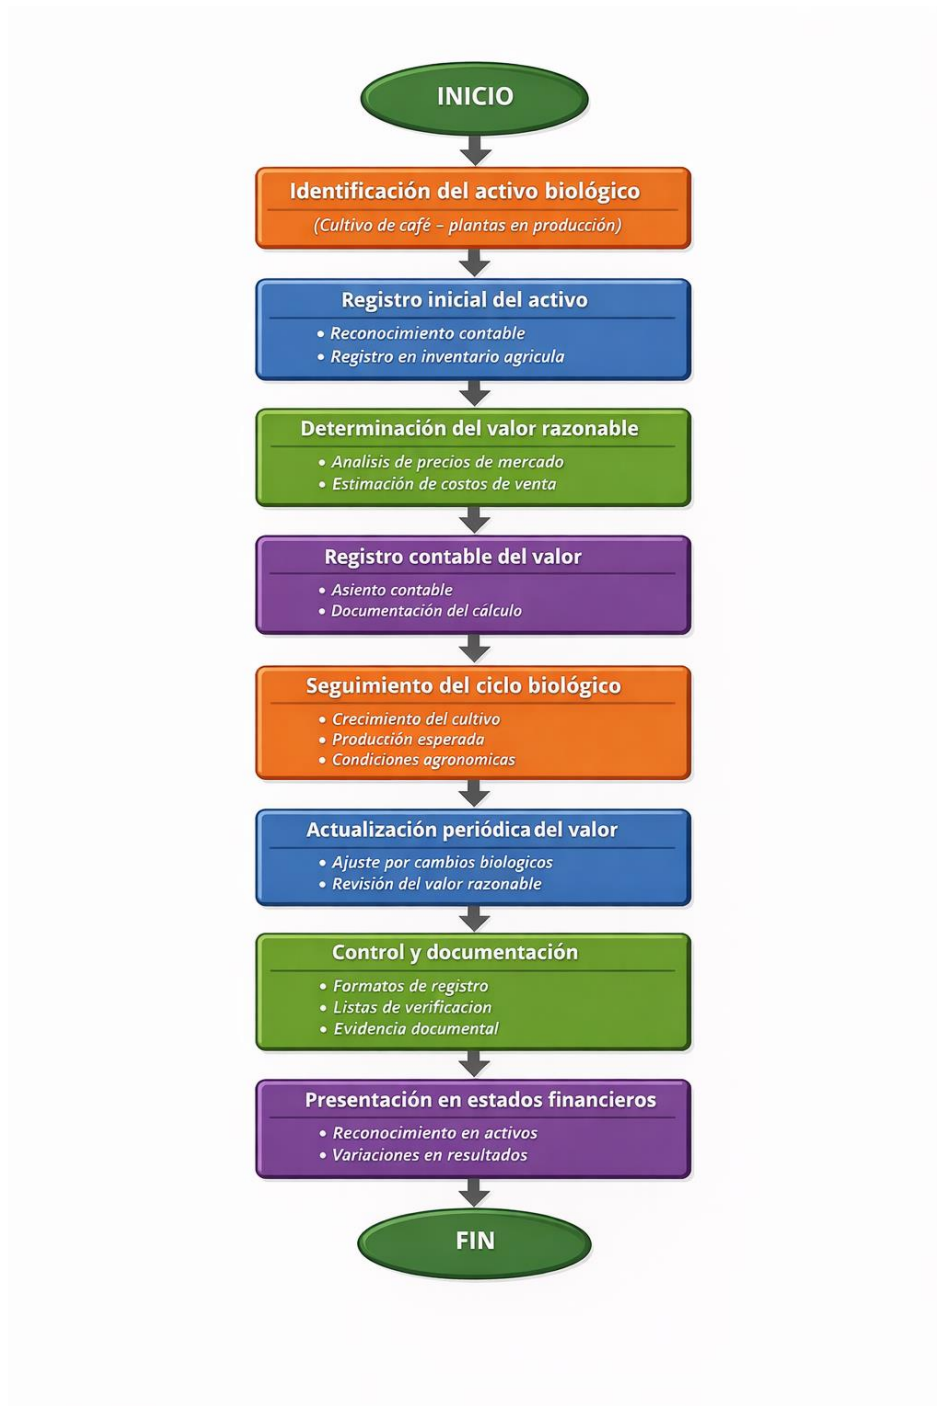 INICIO
Identificación del activo biológico
(Cultivo de café – plantas en producción)
Registro inicial del activo
• Reconocimiento contable
• Registro en inventario agricula
Determinación del valor razonable
• Analisis de precios de mercado
• Estimación de costos de venta
Registro contable del valor
• Asiento contable
• Documentación del cálculo
Seguimiento del ciclo biológico
• Crecimiento del cultivo
• Producción esperada
• Condiciones agronomicas
Actualización periódica del valor
• Ajuste por cambios biologicos
• Revisión del valor razonable
Control y documentación
• Formatos de registro
• Listas de verificacion
• Evidencia documental
Presentación en estados financieros
• Reconocimiento en activos
• Variaciones en resultados
FIN